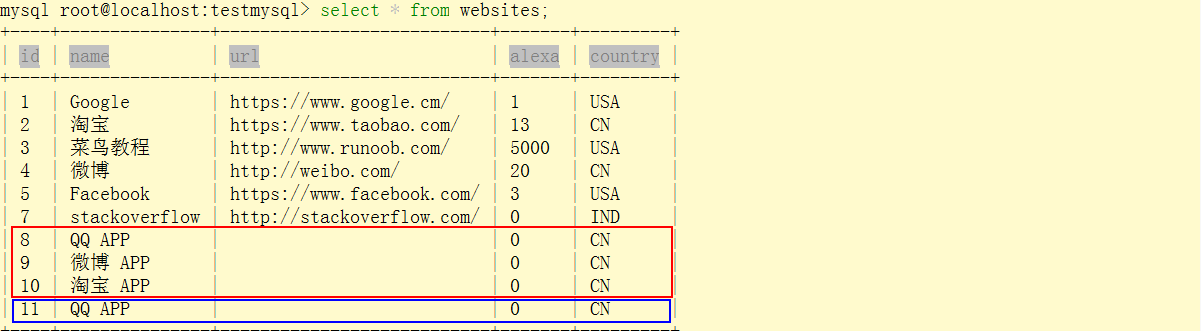 mysql root@localhost:testmysql> select * from websites;
+----+---------------+---------------------------+-------+---------+
| id | name | url | alexa | country |
+----+---------------+---------------------------+-------+---------+
| 1 | Google | https://www.google.cm/ | 1 | USA |
| 2 | 淘宝 | https://www.taobao.com/ | 13 | CN |
| 3 | 菜鸟教程 | http://www.runoob.com/ | 5000 | USA |
| 4 | 微博 | http://weibo.com/ | 20 | CN |
| 5 | Facebook | https://www.facebook.com/ | 3 | USA |
| 7 | stackoverflow | http://stackoverflow.com/ | 0 | IND |
| 8 | QQ APP | | 0 | CN |
| 9 | 微博 APP | | 0 | CN |
| 10 | 淘宝 APP | | 0 | CN |
| 11 | QQ APP | | 0 | CN |
+----+---------------+---------------------------+-------+---------+